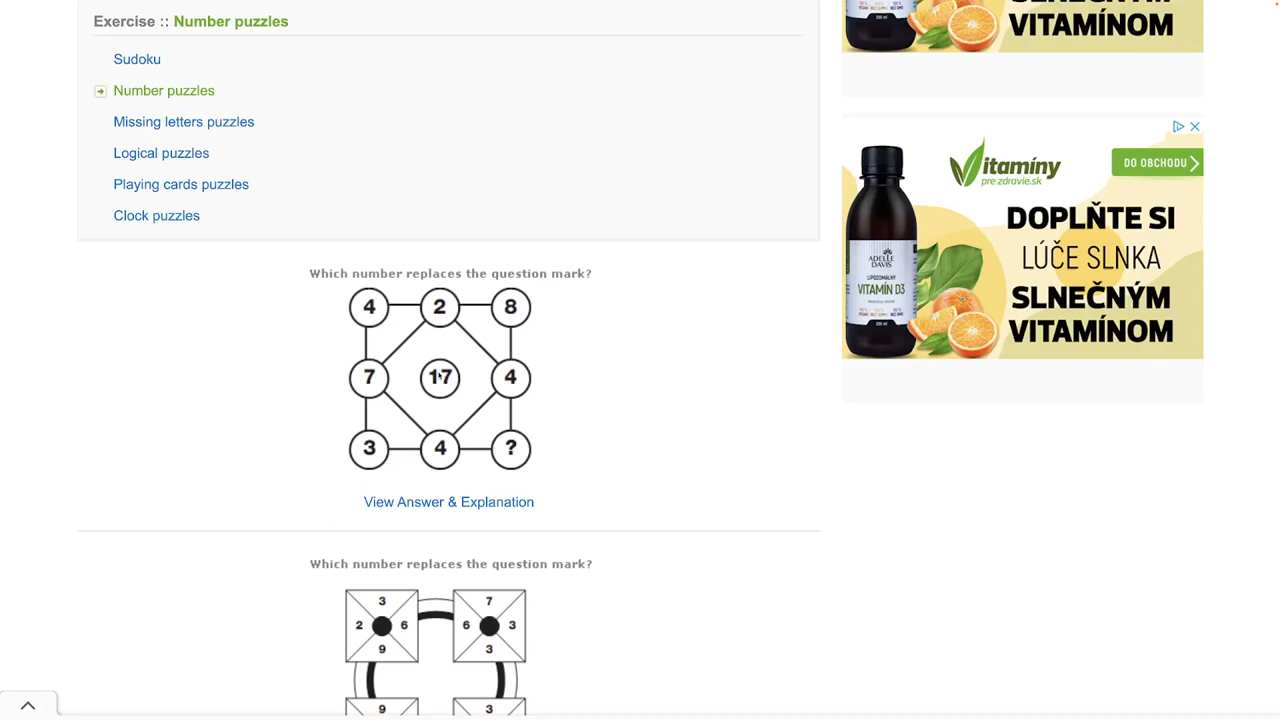 Exercise :: Number puzzles
Sudoku
Number puzzles
Missing letters puzzles
Logical puzzles
Playing cards puzzles
Clock puzzles
Which number replaces the question mark?
4 2 8
7 17 4
3 4 ?
View Answer & Explanation
Which number replaces the question mark?
3 7
2 6 6 3
9 3
9 3
VITAMÍNOM
Vitamíny
pre zdravie.sk
DO OBCHODU
DOPLŇTE SI
LÚČE SLNKA
SLNEČNÝM
VITAMÍNOM
ADELLE
DAVIS
LIPOZOMÁLNY
VITAMÍN D3